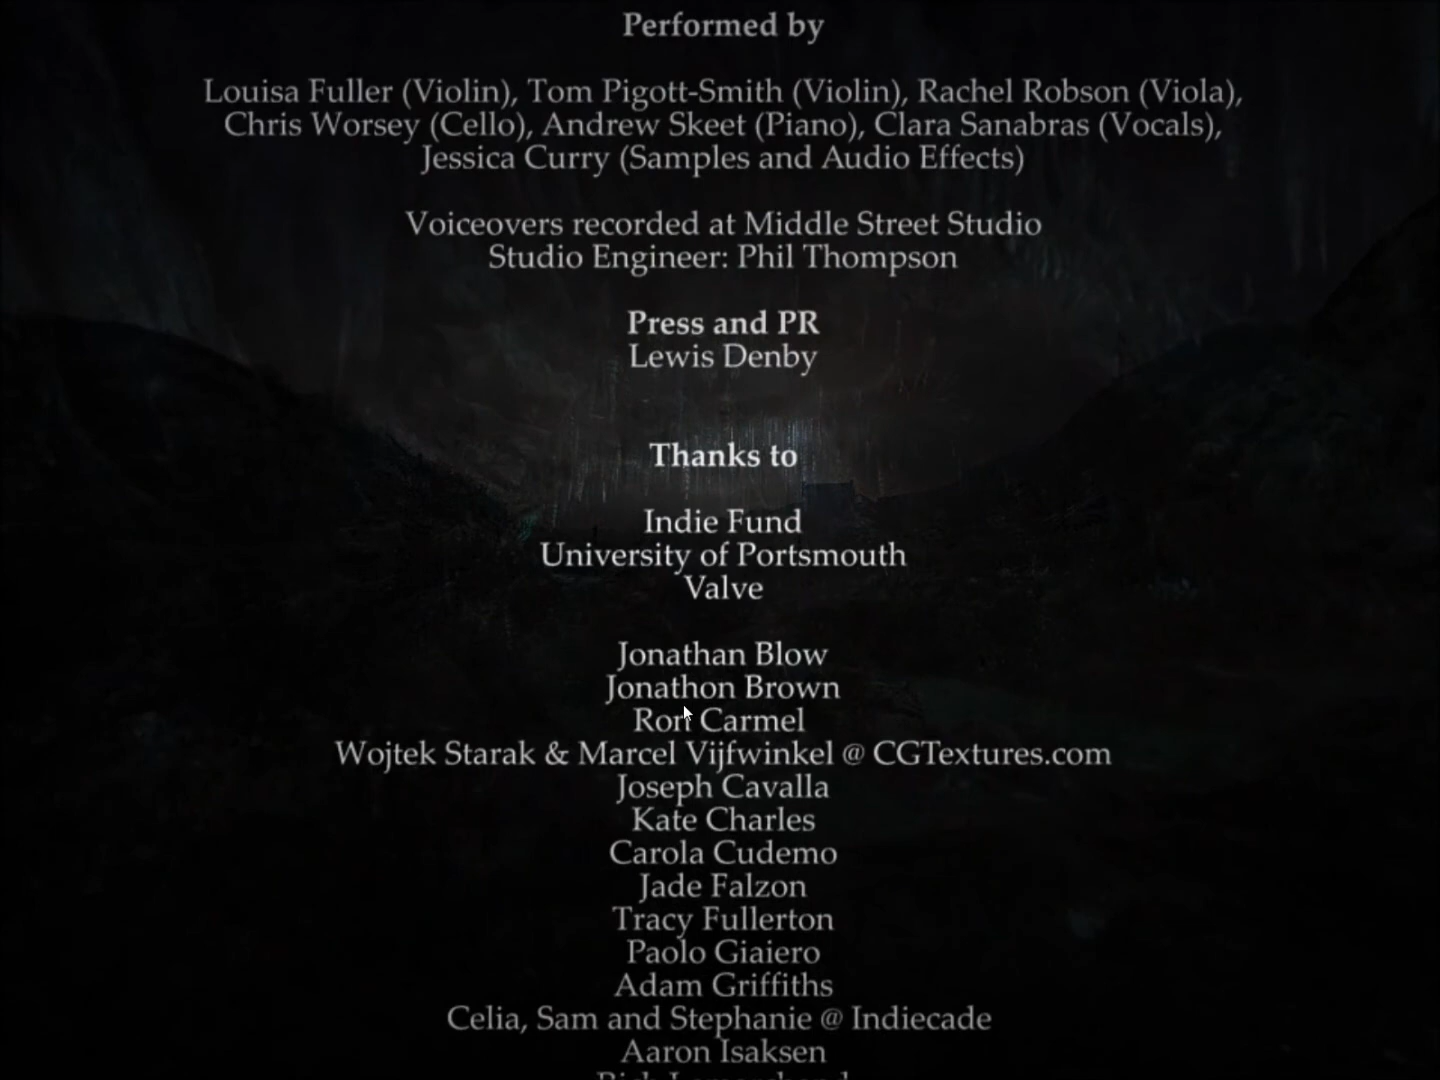 Performed by
Louisa Fuller (Violin), Tom Pigott-Smith (Violin), Rachel Robson (Viola),
Chris Worsey (Cello), Andrew Skeet (Piano), Clara Sanabras (Vocals),
Jessica Curry (Samples and Audio Effects)
Voiceovers recorded at Middle Street Studio
Studio Engineer: Phil Thompson
Press and PR
Lewis Denby
Thanks to
Indie Fund
University of Portsmouth
Valve
Jonathan Blow
Jonathon Brown
Ron Carmel
Wojtek Starak & Marcel Vijfwinkel @ CGTextures.com
Joseph Cavalla
Kate Charles
Carola Cudemo
Jade Falzon
Tracy Fullerton
Paolo Giaiero
Adam Griffiths
Celia, Sam and Stephanie @ Indiecade
Aaron Isaksen